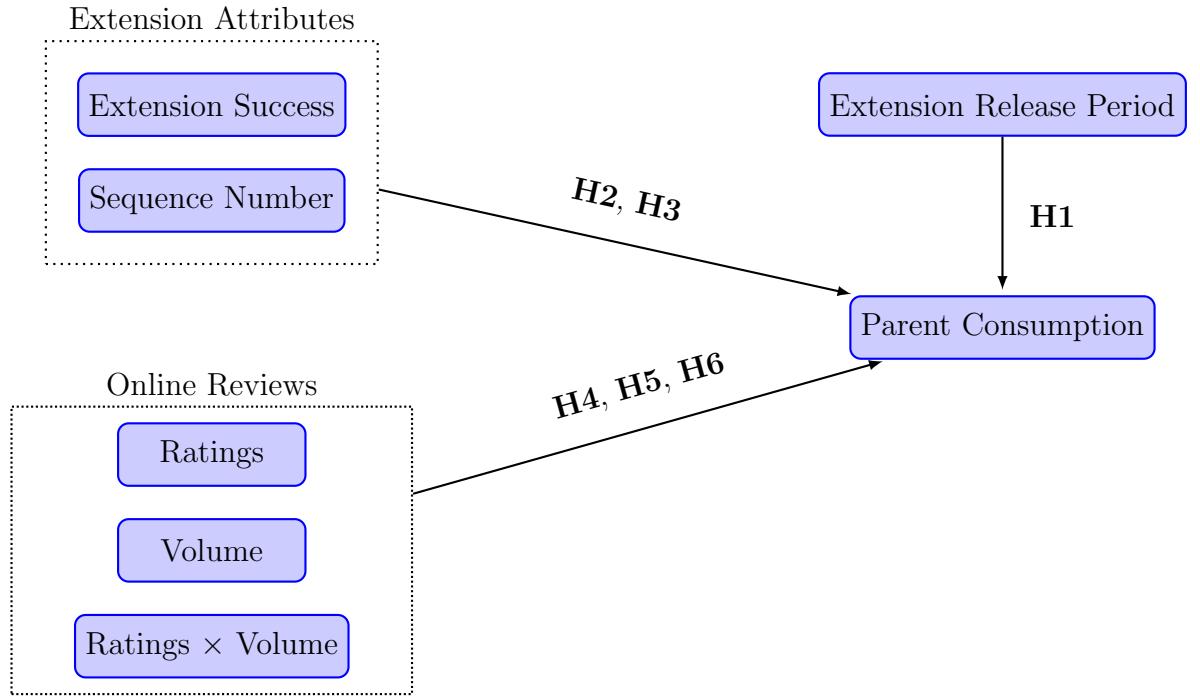 Extension Attributes
Extension Success
Sequence Number
Extension Release Period
H2, H3
H1
Parent Consumption
Online Reviews
H4, H5, H6
Ratings
Volume
Ratings × Volume